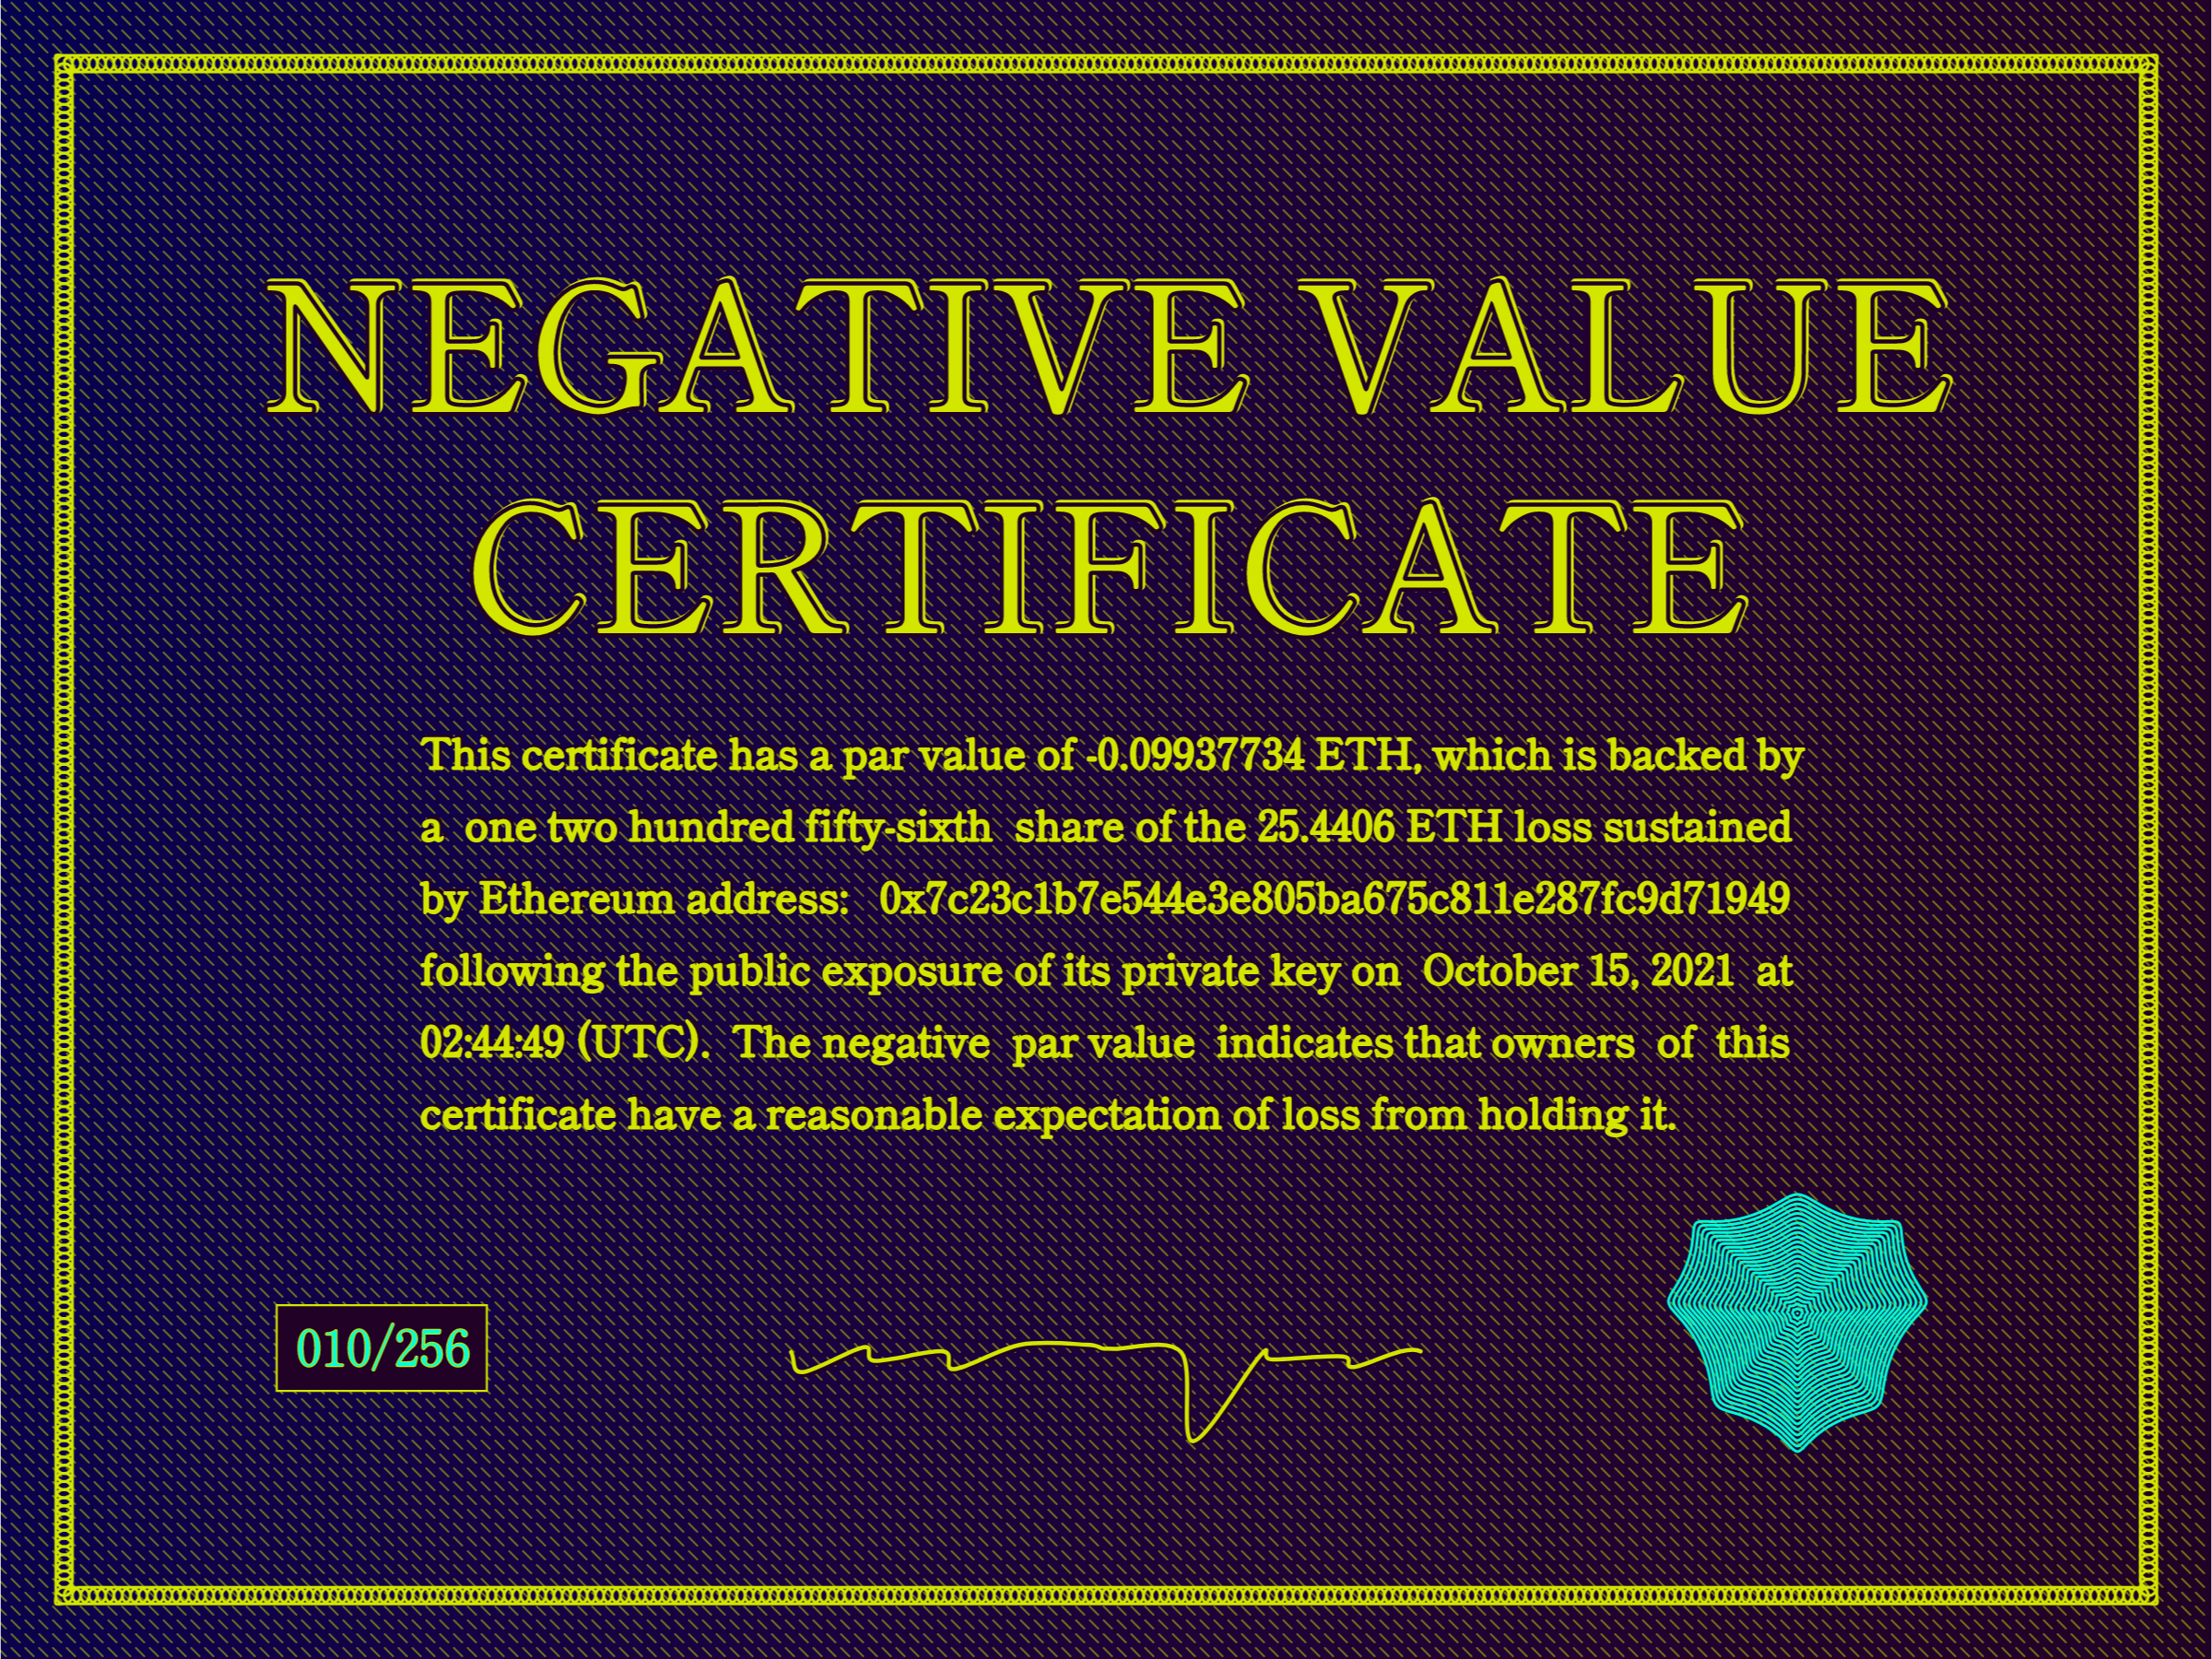 NEGATIVE VALUE
CERTIFICATE
This certificate has a par value of -0.09937734 ETH, which is backed by
a one two hundred fifty-sixth share of the 25.4406 ETH loss sustained
by Ethereum address: 0x7c23c1b7e544e3e805ba675c811e287fc9d71949
following the public exposure of its private key on October 15, 2021 at
02:44:49 (UTC). The negative par value indicates that owners of this
certificate have a reasonable expectation of loss from holding it.
010/256